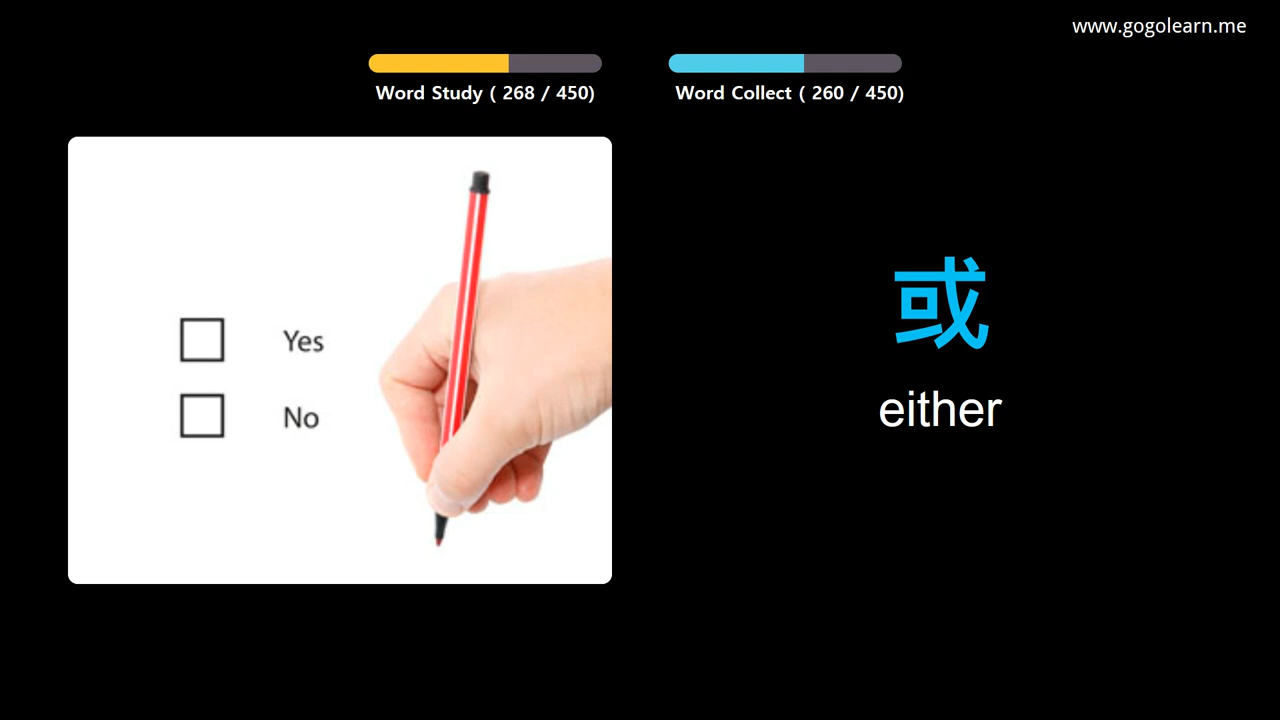 www.gogolearn.me
Word Study ( 268 / 450)
Word Collect ( 260 / 450)
Yes
No
或
either